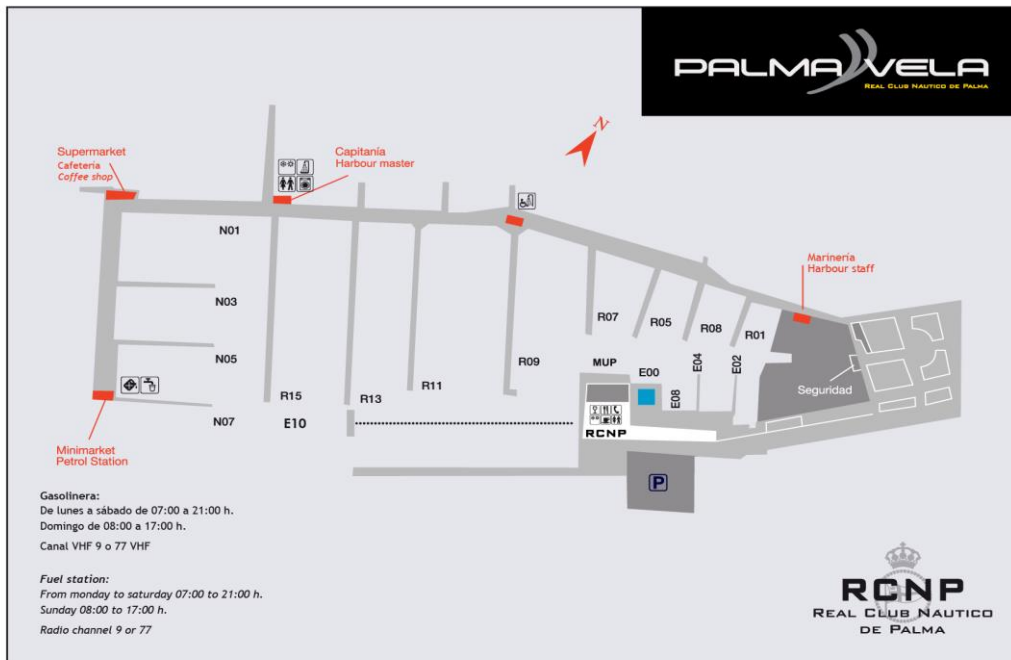 PALMAVELA
REAL CLUB NAUTICO DE PALMA
N
Supermarket
Cafetería
Coffee shop
Capitanía
Harbour master
Marinería
Harbour staff
N01
N03
N05
N07
R15
E10
R13
R11
R09
R07
R05
R08
R01
MUP
E00
E04
E02
E08
Seguridad
RCNP
P
Minimarket
Petrol Station
Gasolinera:
De lunes a sábado de 07:00 a 21:00 h.
Domingo de 08:00 a 17:00 h.
Canal VHF 9 o 77 VHF
Fuel station:
From monday to saturday 07:00 to 21:00 h.
Sunday 08:00 to 17:00 h.
Radio channel 9 or 77
RCNP
REAL CLUB NAUTICO
DE PALMA